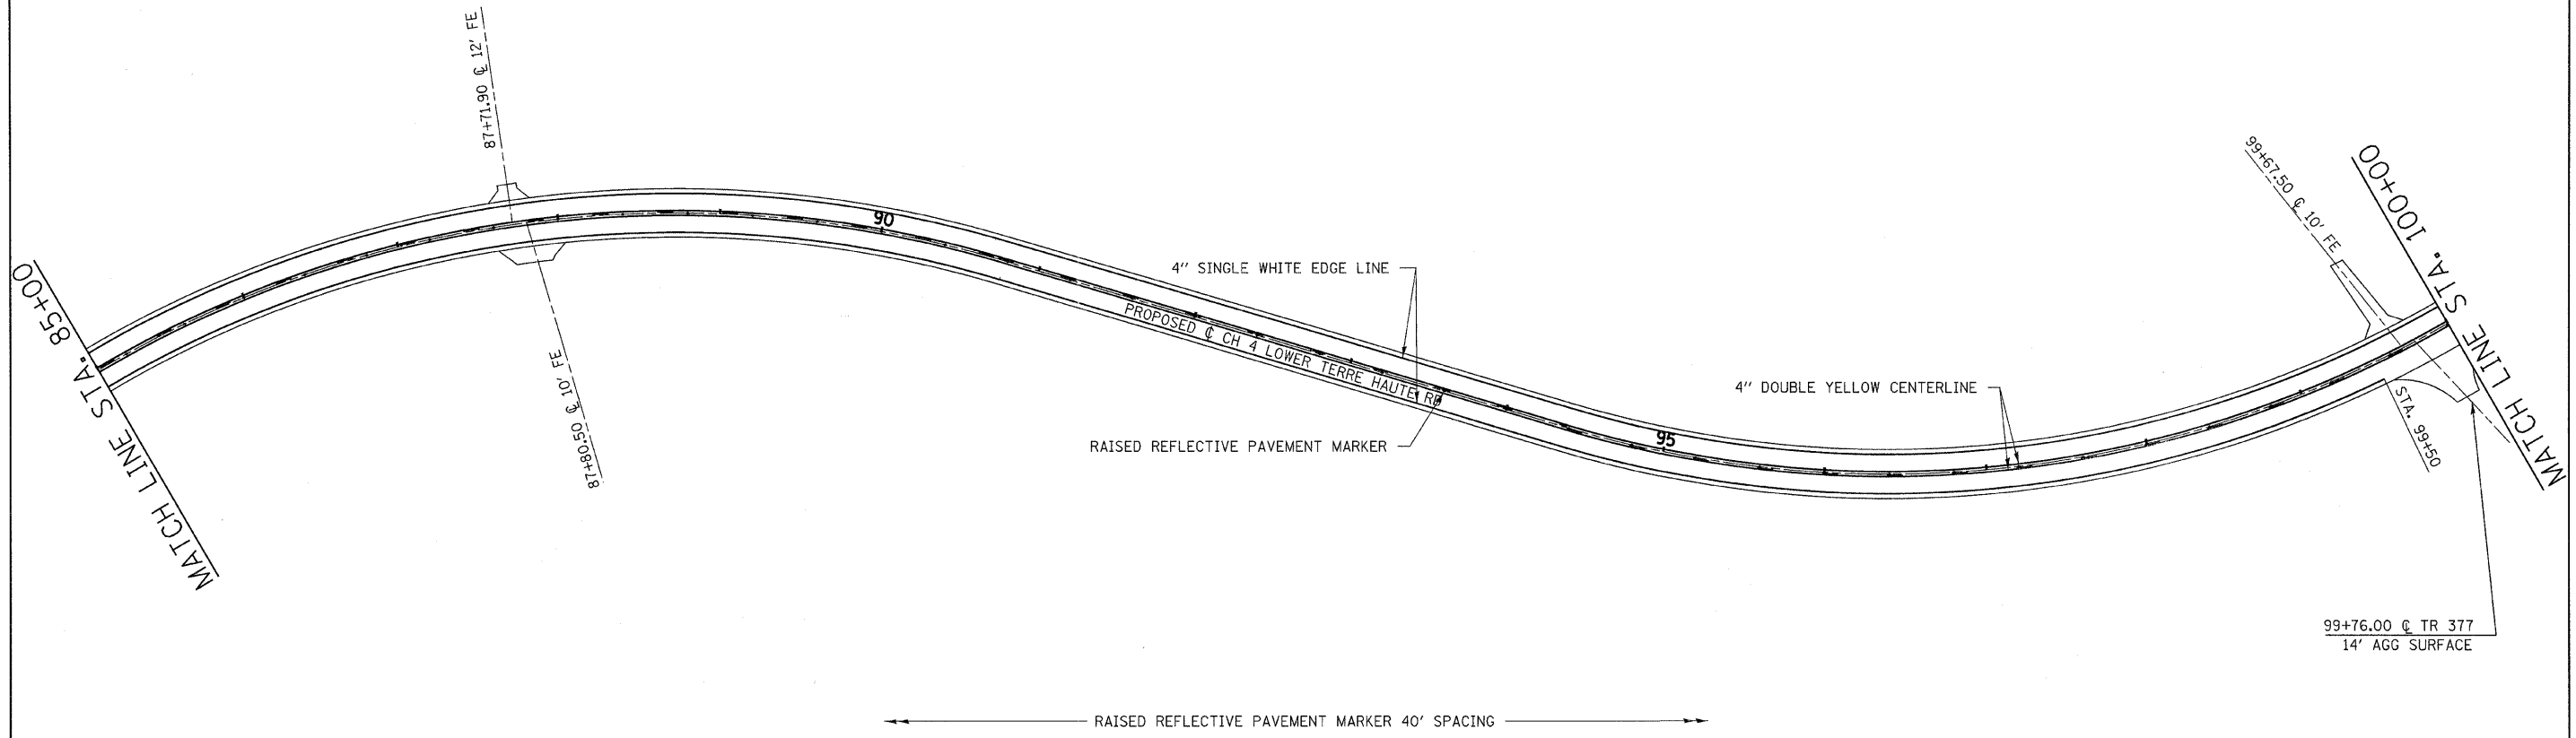 87+71.90 ℄ 12' FE
90
99+67.50 ℄ 10' FE
MATCH LINE STA. 100+00
4" SINGLE WHITE EDGE LINE
MATCH LINE STA. 85+00
PROPOSED ℄ CH 4 LOWER TERRE HAUTE RD
87+80.50 ℄ 10' FE
4" DOUBLE YELLOW CENTERLINE
STA. 99+50
RAISED REFLECTIVE PAVEMENT MARKER
95
99+76.00 ℄ TR 377
14' AGG SURFACE
RAISED REFLECTIVE PAVEMENT MARKER 40' SPACING